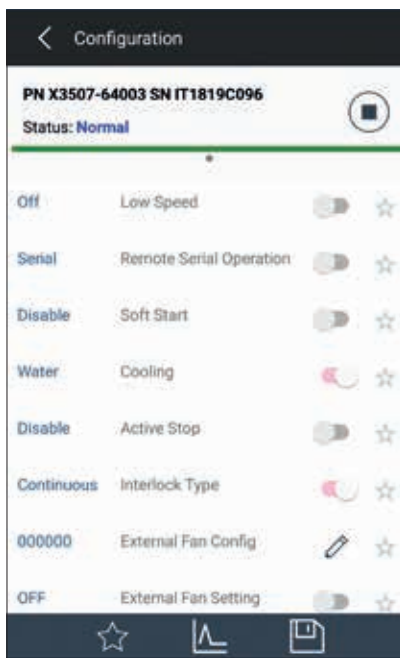 Configuration
PN X3507-64003 SN IT1819C096
Status: Normal
Off Low Speed
Serial Remote Serial Operation
Disable Soft Start
Water Cooling
Disable Active Stop
Continuous Interlock Type
000000 External Fan Config
OFF External Fan Setting